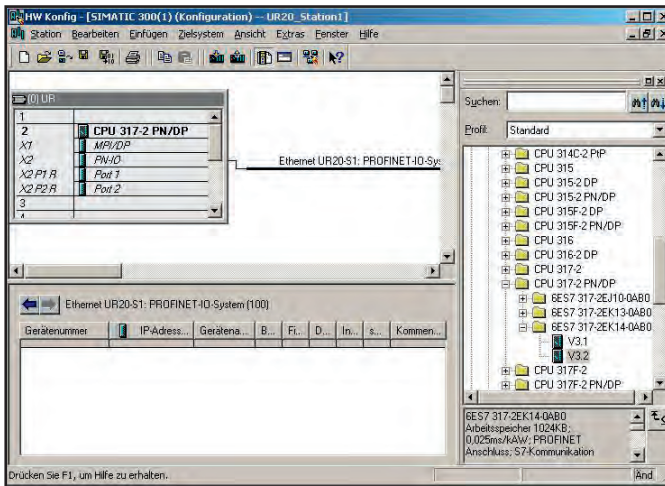 HW Konfig - [SIMATIC 300(1) (Konfiguration) -- UR20_Station1]
Station Bearbeiten Einfügen Zielsystem Ansicht Extras Fenster Hilfe
(0) UR
1
2 CPU 317-2 PN/DP
X1 MPI/DP
X2 PN-IO
X2 P1 R Port 1
X2 P2 R Port 2
3
4
Ethernet UR20-S1: PROFINET-IO-Sys
Suchen:
Profil: Standard
CPU 314C-2 PtP
CPU 315
CPU 315-2 DP
CPU 315-2 PN/DP
CPU 315F-2 DP
CPU 315F-2 PN/DP
CPU 316
CPU 316-2 DP
CPU 317-2
CPU 317-2 PN/DP
6ES7 317-2EJ10-0AB0
6ES7 317-2EK13-0AB0
6ES7 317-2EK14-0AB0
V3.1
V3.2
CPU 317F-2
CPU 317F-2 PN/DP
Ethernet UR20-S1: PROFINET-IO-System (100)
Gerätenummer IP-Adress... Gerätena... B... Fi... D... In... s... Kommen...
6ES7 317-2EK14-0AB0
Arbeitsspeicher 1024KB;
0,025ms/kAW; PROFINET
Anschluss; S7-Kommunikation
Drücken Sie F1, um Hilfe zu erhalten.
Änd